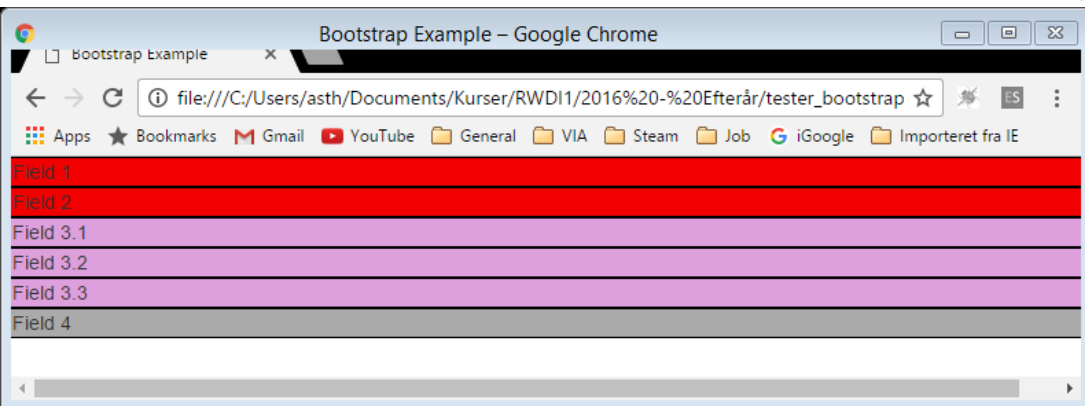 Bootstrap Example – Google Chrome
Bootstrap Example
file:///C:/Users/asth/Documents/Kurser/RWDI1/2016%20-%20Efterår/tester_bootstrap ES
Apps Bookmarks Gmail YouTube General VIA Steam Job iGoogle Importeret fra IE
Field 1
Field 2
Field 3.1
Field 3.2
Field 3.3
Field 4